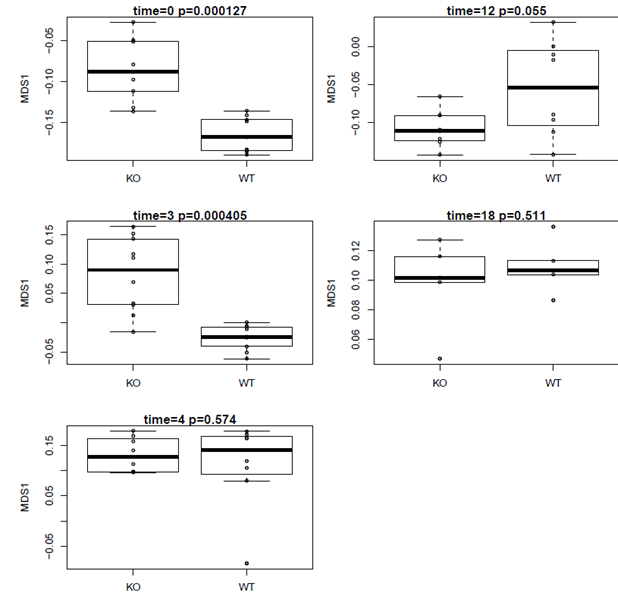 time=0 p=0.000127
MDS1
−0.05
−0.10
−0.15
KO
WT
time=12 p=0.055
MDS1
0.00
−0.05
−0.10
KO
WT
time=3 p=0.000405
MDS1
0.15
0.10
0.05
−0.05
KO
WT
time=18 p=0.511
MDS1
0.12
0.10
0.08
0.06
KO
WT
time=4 p=0.574
MDS1
0.15
0.05
−0.05
KO
WT